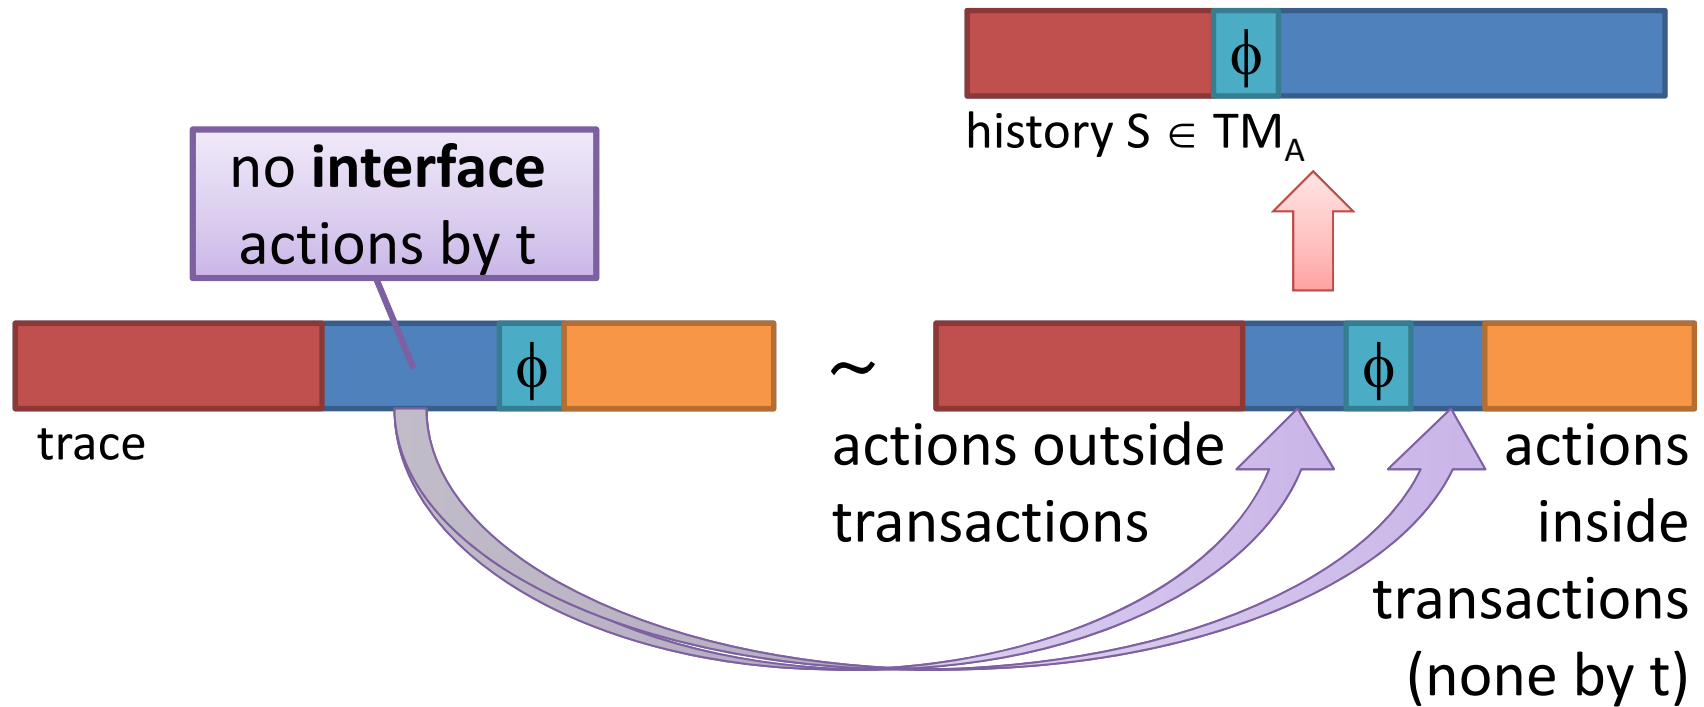 ϕ
history S ∈ TM_A
no interface
actions by t
ϕ
~
ϕ
trace
actions outside
transactions
actions
inside
transactions
(none by t)